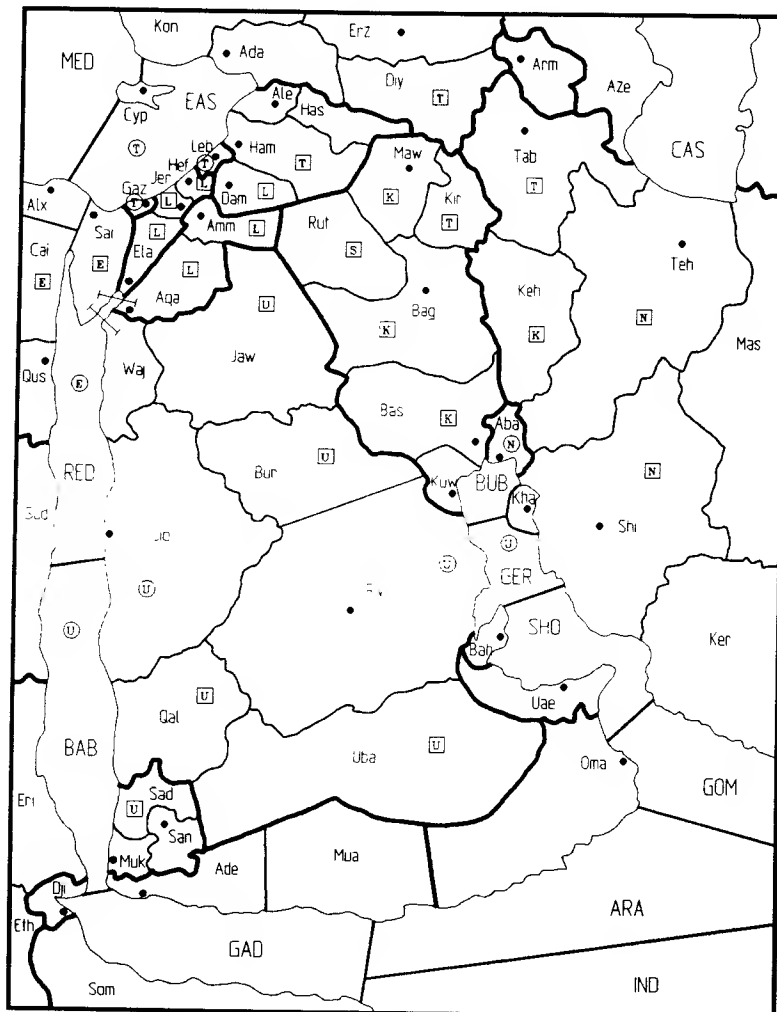 Kon
Erz
MED
Ada
Arm
Diy
Aze
EAS
Ale
Has
T
Cyp
CAS
T
Leb
Ham
Maw
Tab
Hef
T
T
Jer
L
K
Kir
T
Gaz
Dam
L
Alx
T
L
T
Sai
Amm
Rut
Cai
L
L
S
Teh
E
E
Ela
L
Keh
Aqa
U
Bag
N
K
K
Jaw
Mas
Qus
E
Waj
Bas
K
Aba
Bur
U
N
RED
BUB
N
Kuw
Kha
Shi
U
U
GER
U
U
SHO
Ker
Bah
Qal
U
Uae
BAB
Uba
U
Oma
GOM
Eri
Sad
U
San
Muk
Ade
Mua
Dji
ARA
Eth
GAD
Som
IND